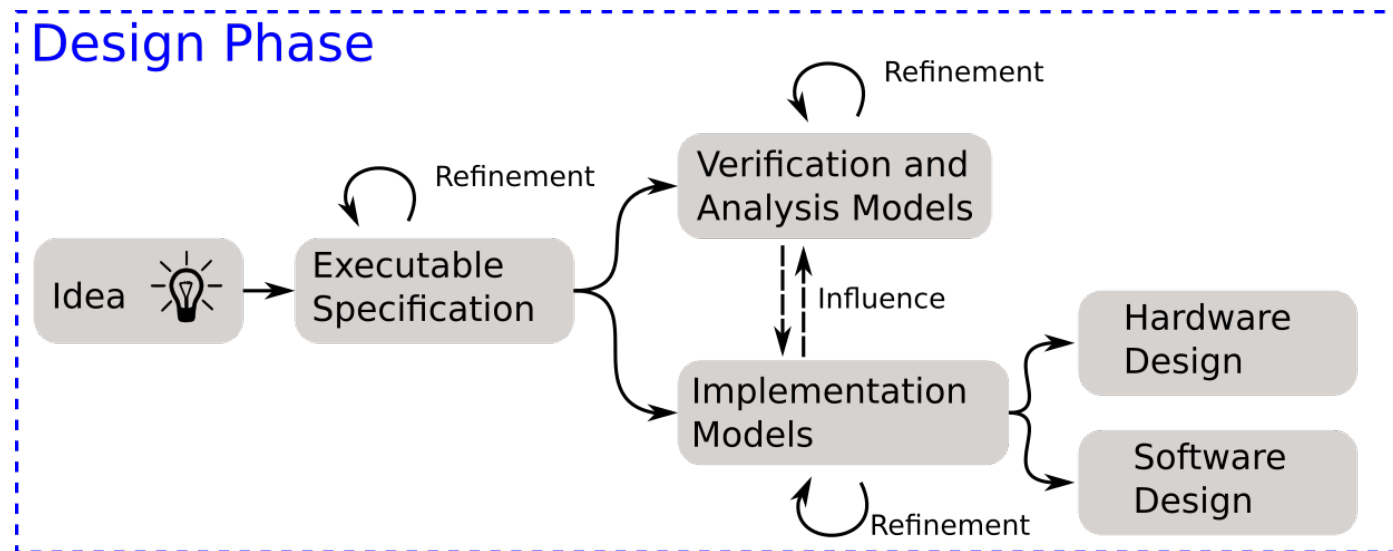 Design Phase
Refinement
Refinement
Verification and
Analysis Models
Idea
Executable
Specification
Influence
Hardware
Design
Implementation
Models
Software
Design
Refinement